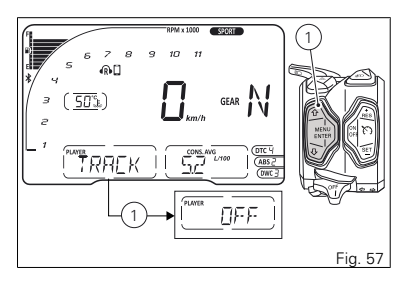 RPM x 1000 SPORT
1
2
3
4
5
6
7
8
9
10
11
F
50 °C
0 km/h
GEAR N
PLAYER
TRACK
CONS. AVG
5.2 L/100
DTC 4
ABS 2
DWC 3
1
PLAYER
OFF
1
MENU
ENTER
ON
OFF
RES
SET
OFF
Fig. 57